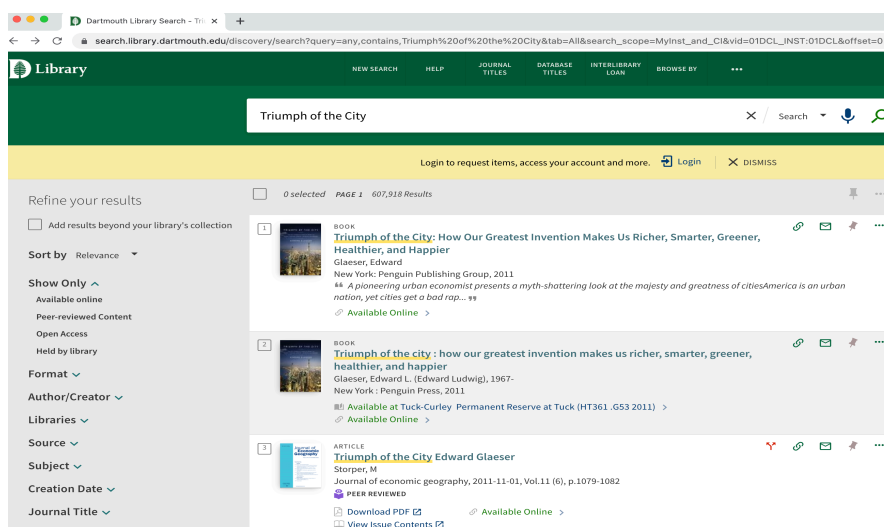 Dartmouth Library Search - Tri
search.library.dartmouth.edu/discovery/search?query=any,contains,Triumph%20of%20the%20City&tab=All&search_scope=MyInst_and_CI&vid=01DCL_INST:01DCL&offset=0
Library
NEW SEARCH
HELP
JOURNAL
TITLES
DATABASE
TITLES
INTERLIBRARY
LOAN
BROWSE BY
Triumph of the City
Search
Login to request items, access your account and more.
Login
DISMISS
Refine your results
Add results beyond your library's collection
Sort by Relevance
Show Only
Available online
Peer-reviewed Content
Open Access
Held by library
Format
Author/Creator
Libraries
Source
Subject
Creation Date
Journal Title
0 selected PAGE 1 607,918 Results
1
BOOK
Triumph of the City: How Our Greatest Invention Makes Us Richer, Smarter, Greener,
Healthier, and Happier
Glaeser, Edward
New York: Penguin Publishing Group, 2011
❝ A pioneering urban economist presents a myth-shattering look at the majesty and greatness of citiesAmerica is an urban
nation, yet cities get a bad rap... ❞
Available Online >
2
BOOK
Triumph of the city : how our greatest invention makes us richer, smarter, greener,
healthier, and happier
Glaeser, Edward L. (Edward Ludwig), 1967-
New York : Penguin Press, 2011
Available at Tuck-Curley Permanent Reserve at Tuck (HT361 .G53 2011) >
Available Online >
3
Journal of
Economic
Geography
ARTICLE
Triumph of the City Edward Glaeser
Storper, M
Journal of economic geography, 2011-11-01, Vol.11 (6), p.1079-1082
PEER REVIEWED
Download PDF
Available Online >
View Issue Contents